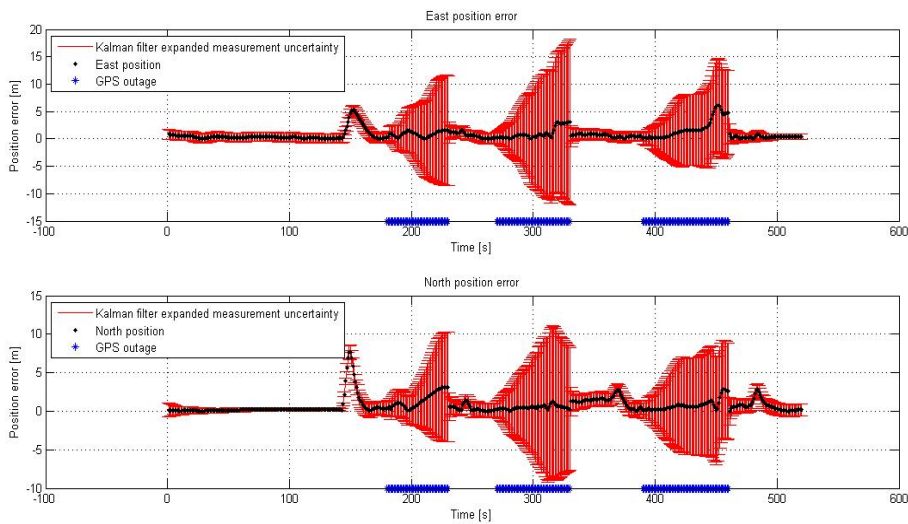 East position error
20
15
10
5
0
-5
-10
-15
Position error [m]
Kalman filter expanded measurement uncertainty
East position
GPS outage
-100 0 100 200 300 400 500 600
Time [s]
North position error
15
10
5
0
-5
-10
Position error [m]
Kalman filter expanded measurement uncertainty
North position
GPS outage
-100 0 100 200 300 400 500 600
Time [s]